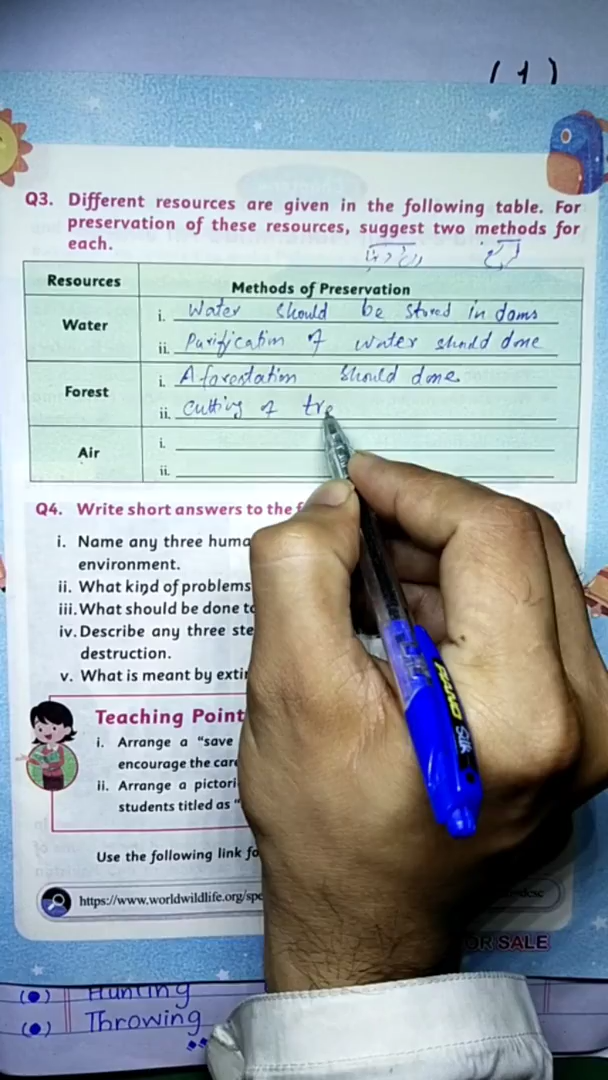 ( 1 )
Q3. Different resources are given in the following table. For
preservation of these resources, suggest two methods for
each.
Resources
Methods of Preservation
Water
i. Water should be stored in dams
ii. Purification of water should done
Forest
i. Aforestation should done
ii. Cutting of tre
Air
i.
ii.
Q4. Write short answers to the f
i. Name any three huma
environment.
ii. What kind of problems
iii. What should be done to
iv. Describe any three ste
destruction.
v. What is meant by exti
Teaching Point
i. Arrange a "save
encourage the care
ii. Arrange a pictori
students titled as "
Use the following link fo
https://www.worldwildlife.org/spe
desc
OR SALE
Hunting
Throwing